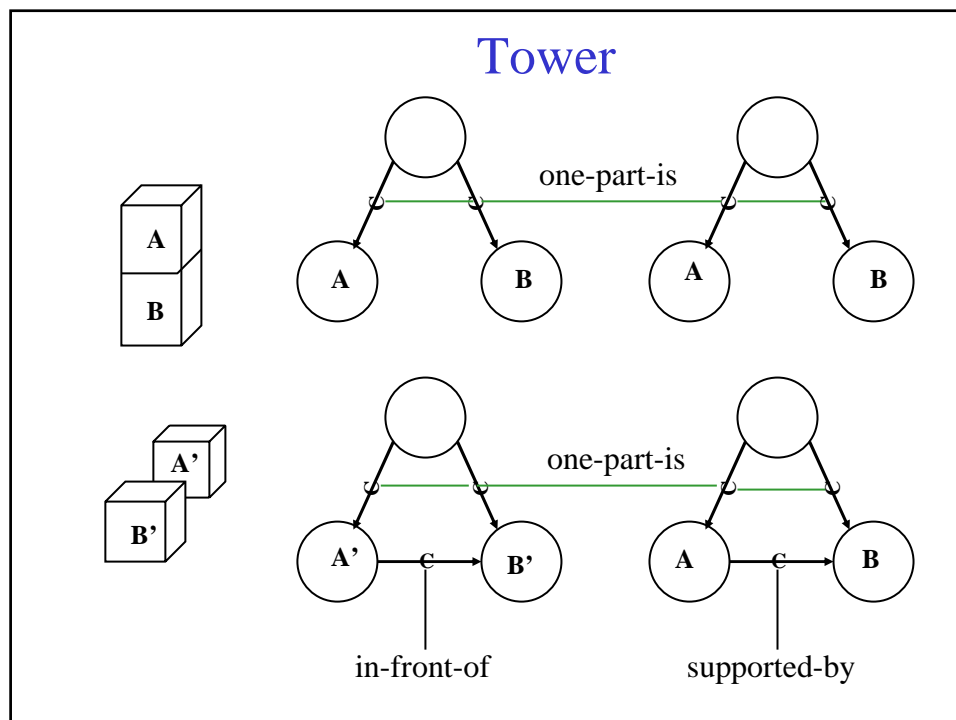 Tower
one-part-is
A
B
A
B
A
B
one-part-is
A’
B’
A’
C
B’
A
C
B
in-front-of
supported-by
C
C
C
C
C
C
C
C